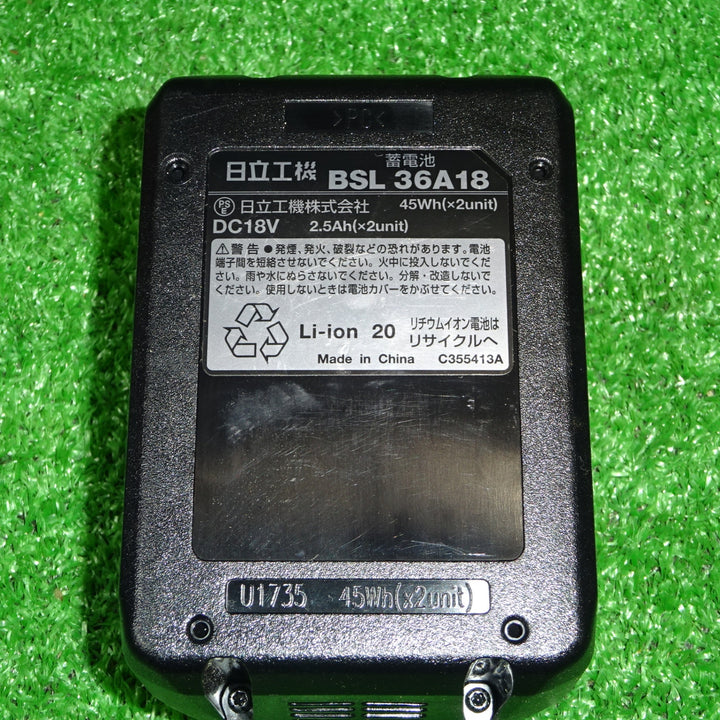 >PC<
日立工機 蓄電池 BSL 36A18
PS E 日立工機株式会社 45Wh(×2unit)
DC18V 2.5Ah(×2unit)
⚠警告 ●発煙、発火、破裂などの恐れがあります。電池
端子間を短絡させないでください。火中に投入しないでくだ
さい。雨や水にぬらさないでください。分解・改造しないで
ください。使用しないときは電池カバーをかぶせてください。
Li-ion 20 リチウムイオン電池は
リサイクルへ
Made in China C355413A
U1735 45Wh(x2unit)